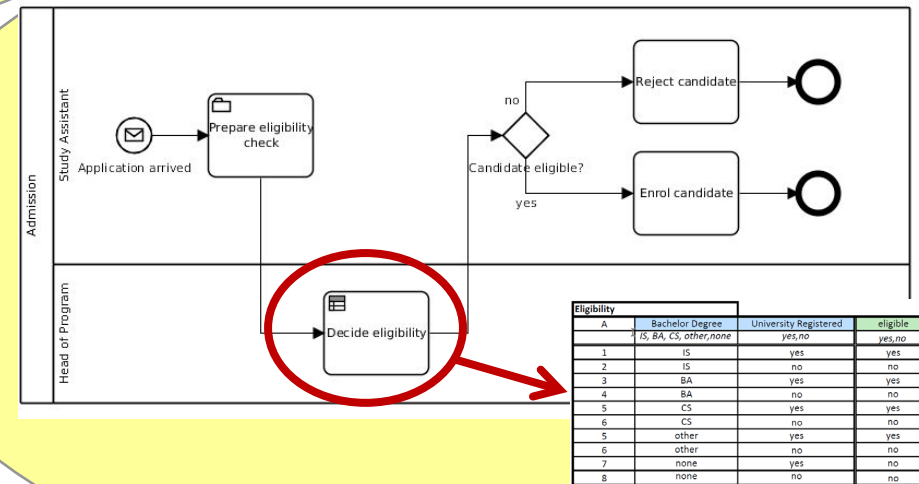 Admission
Study Assistant
Application arrived
Prepare eligibility
check
no
Candidate eligible?
yes
Reject candidate
Enrol candidate
Head of Program
Decide eligibility
Eligibility
A Bachelor Degree University Registered eligible
IS, BA, CS, other,none yes,no yes,no
1 IS yes yes
2 IS no no
3 BA yes yes
4 BA no no
5 CS yes yes
6 CS no no
5 other yes yes
6 other no no
7 none yes no
8 none no no